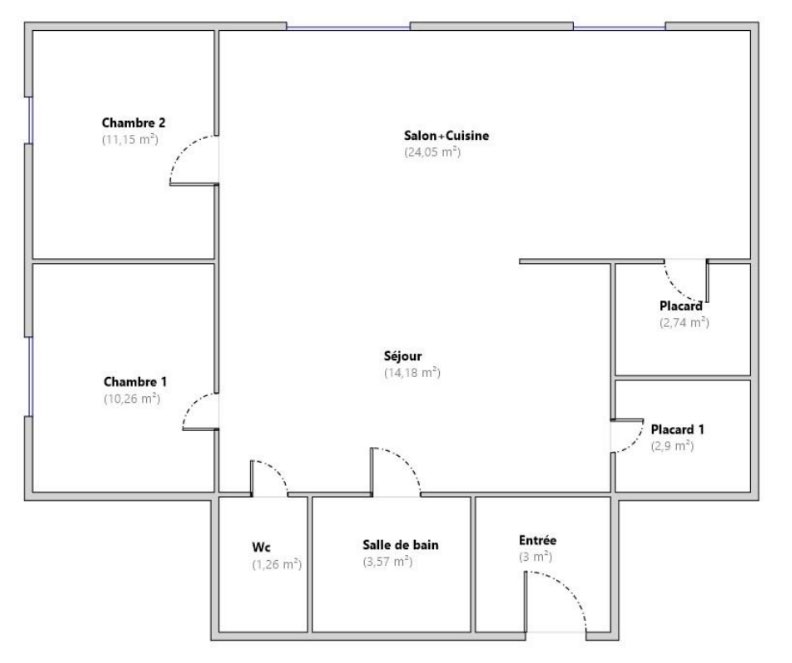 Chambre 2
(11,15 m²)
Salon+Cuisine
(24,05 m²)
Placard
(2,74 m²)
Séjour
(14,18 m²)
Chambre 1
(10,26 m²)
Placard 1
(2,9 m²)
Wc
(1,26 m²)
Salle de bain
(3,57 m²)
Entrée
(3 m²)